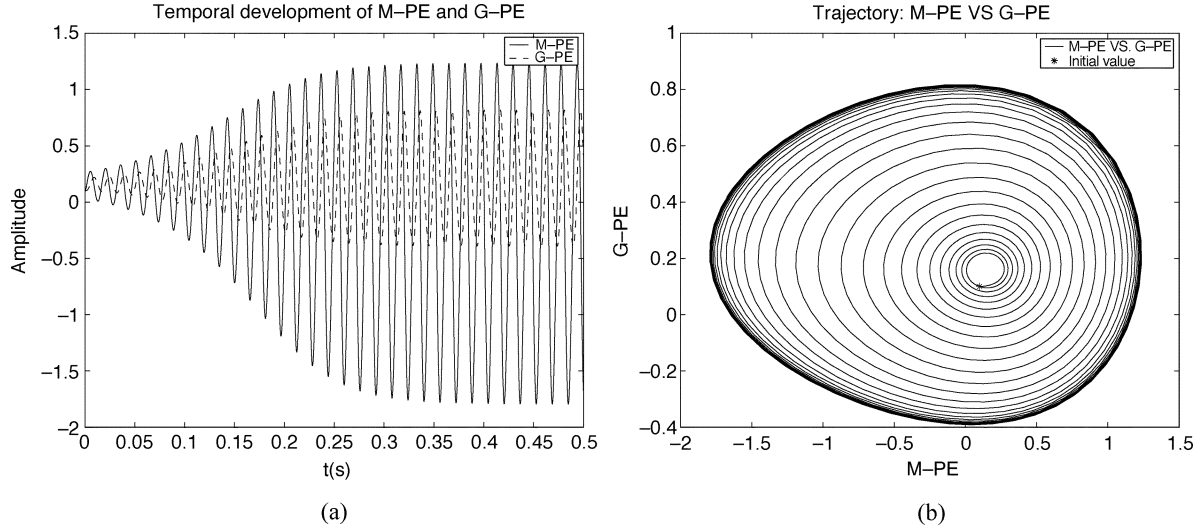 Temporal development of M–PE and G–PE
1.5
1
0.5
0
–0.5
–1
–1.5
–2
Amplitude
M–PE
G–PE
0 0.05 0.1 0.15 0.2 0.25 0.3 0.35 0.4 0.45 0.5
t(s)
(a)
Trajectory: M–PE VS G–PE
1
0.8
0.6
0.4
0.2
0
–0.2
–0.4
G–PE
M–PE VS. G–PE
Initial value
–2 –1.5 –1 –0.5 0 0.5 1 1.5
M–PE
(b)